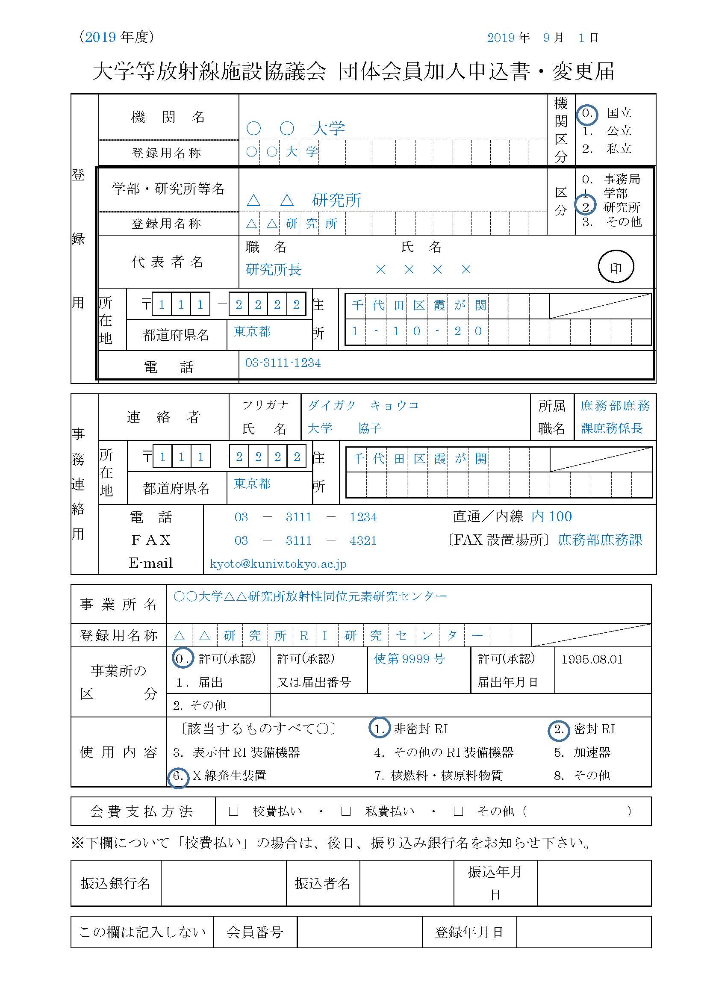 （2019 年度） 2019 年 9 月 1 日
大学等放射線施設協議会 団体会員加入申込書・変更届
登録用
機関名 ○ ○ 大学
機関区分 0. 国立
1. 公立
2. 私立
登録用名称 ○○大学
学部・研究所等名 △ △ 研究所
区分 0. 事務局
1 学部
2. 研究所
3. その他
登録用名称 △△研究所
代表者名 職 名 氏 名
研究所長 × × × × 印
所在地 〒111－2222 住所 千代田区霞が関
都道府県名 東京都 1-10-20
電 話 03-3111-1234
事務連絡用
連絡者 フリガナ ダイガク キョウコ 所属 庶務部庶務
氏 名 大学 協子 職名 課庶務係長
所在地 〒111－2222 住所 千代田区霞が関
都道府県名 東京都
電 話 03 － 3111 － 1234 直通／内線 内 100
ＦＡＸ 03 － 3111 － 4321 〔FAX 設置場所〕庶務部庶務課
E-mail kyoto@kuniv.tokyo.ac.jp
事業所名 ○○大学△△研究所放射性同位元素研究センター
登録用名称 △△研究所ＲＩ研究センター
事業所の区分 0. 許可(承認) 許可(承認) 使第 9999 号 許可(承認) 1995.08.01
1. 届出 又は届出番号 届出年月日
2. その他
使用内容 〔該当するものすべて○〕 1. 非密封 RI 2. 密封 RI
3. 表示付 RI 装備機器 4. その他の RI 装備機器 5. 加速器
6. X 線発生装置 7. 核燃料・核原料物質 8. その他
会費支払方法 □ 校費払い ・ □ 私費払い ・ □ その他（ ）
※下欄について「校費払い」の場合は、後日、振り込み銀行名をお知らせ下さい。
振込銀行名 振込者名 振込年月日
この欄は記入しない 会員番号 登録年月日